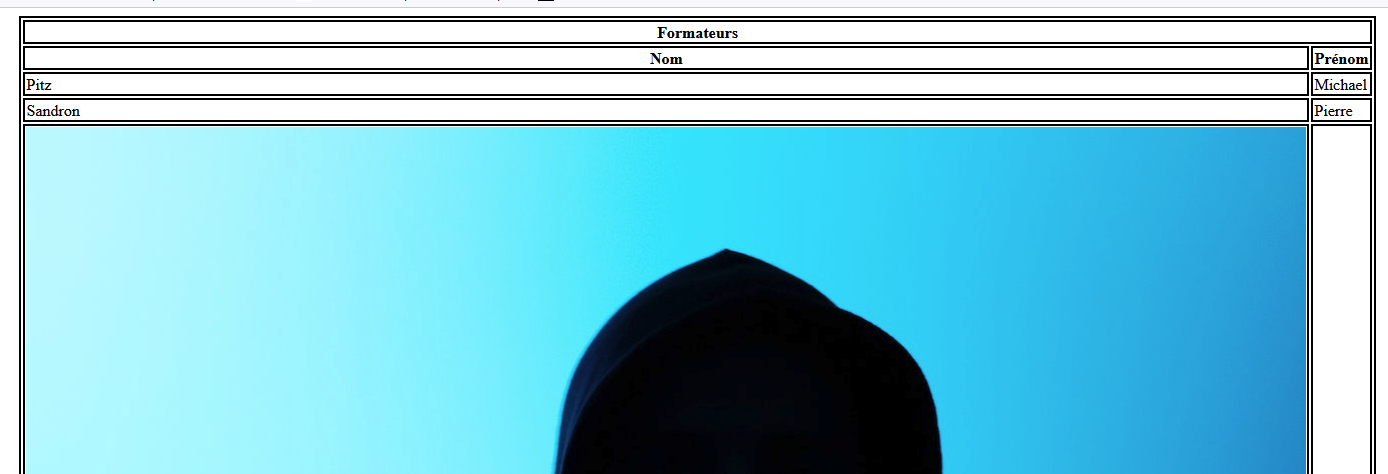 Formateurs
Nom Prénom
Pitz Michael
Sandron Pierre